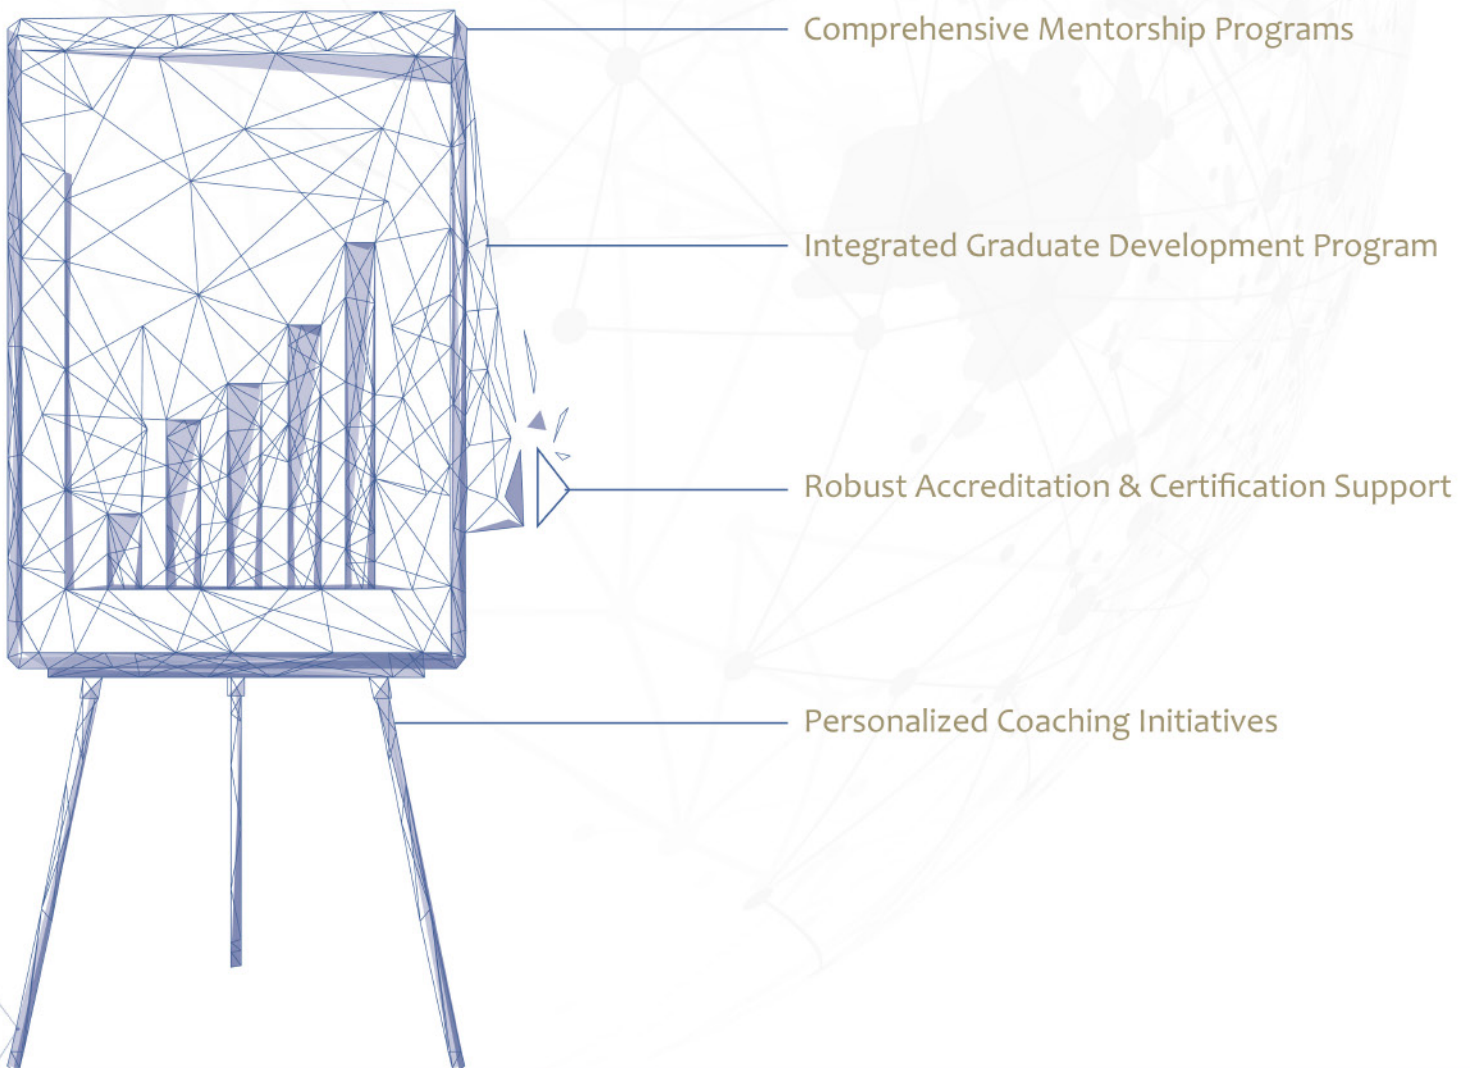 Comprehensive Mentorship Programs
Integrated Graduate Development Program
Robust Accreditation & Certification Support
Personalized Coaching Initiatives